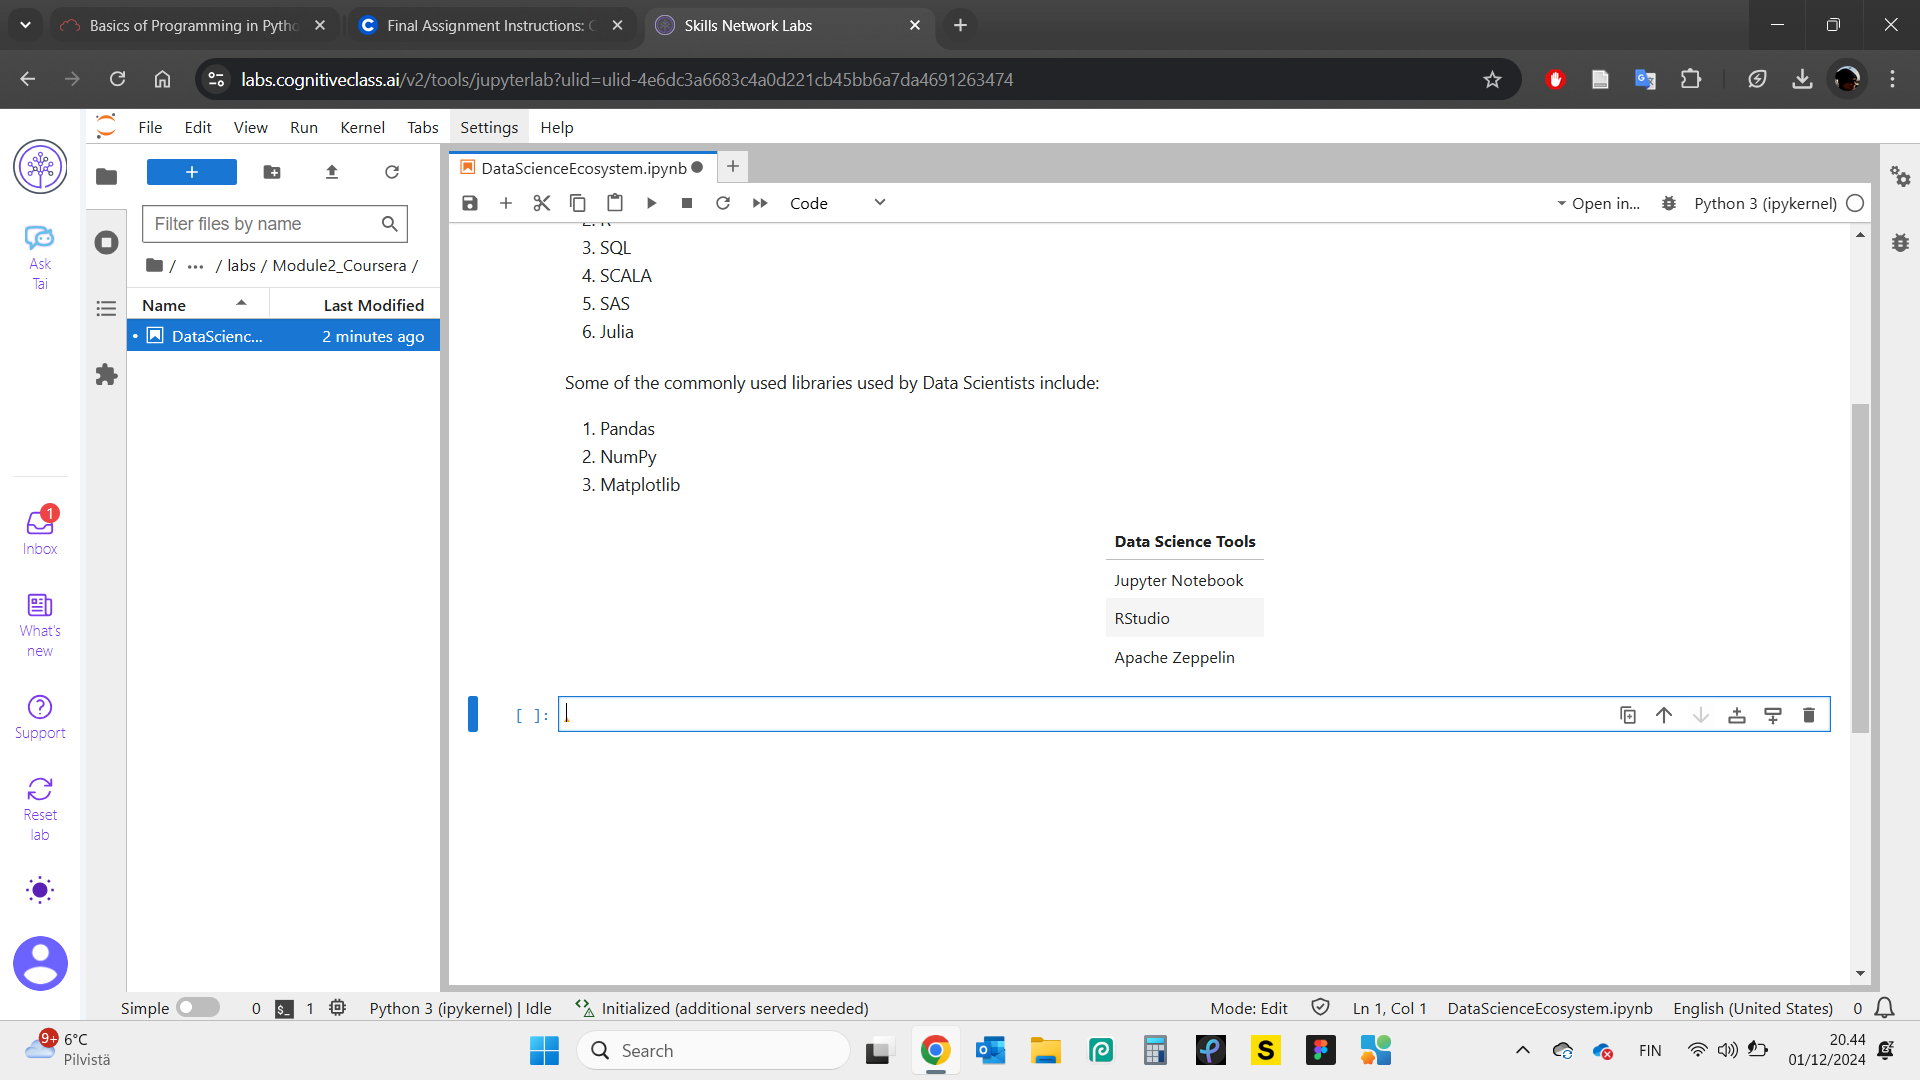 Basics of Programming in Pytho
Final Assignment Instructions: C
Skills Network Labs
labs.cognitiveclass.ai/v2/tools/jupyterlab?ulid=ulid-4e6dc3a6683c4a0d221cb45bb6a7da4691263474
File Edit View Run Kernel Tabs Settings Help
DataScienceEcosystem.ipynb
Code
Open in...
Python 3 (ipykernel)
Filter files by name
/ ... / labs / Module2_Coursera /
Name Last Modified
DataScienc... 2 minutes ago
Ask
Tai
1
Inbox
What's
new
Support
Reset
lab
2. R
3. SQL
4. SCALA
5. SAS
6. Julia
Some of the commonly used libraries used by Data Scientists include:
1. Pandas
2. NumPy
3. Matplotlib
Data Science Tools
Jupyter Notebook
RStudio
Apache Zeppelin
[ ]:
Simple 0 $_ 1 Python 3 (ipykernel) | Idle Initialized (additional servers needed) Mode: Edit Ln 1, Col 1 DataScienceEcosystem.ipynb English (United States) 0
9+ 6°C
Pilvistä
Search
S
FIN
20.44
01/12/2024